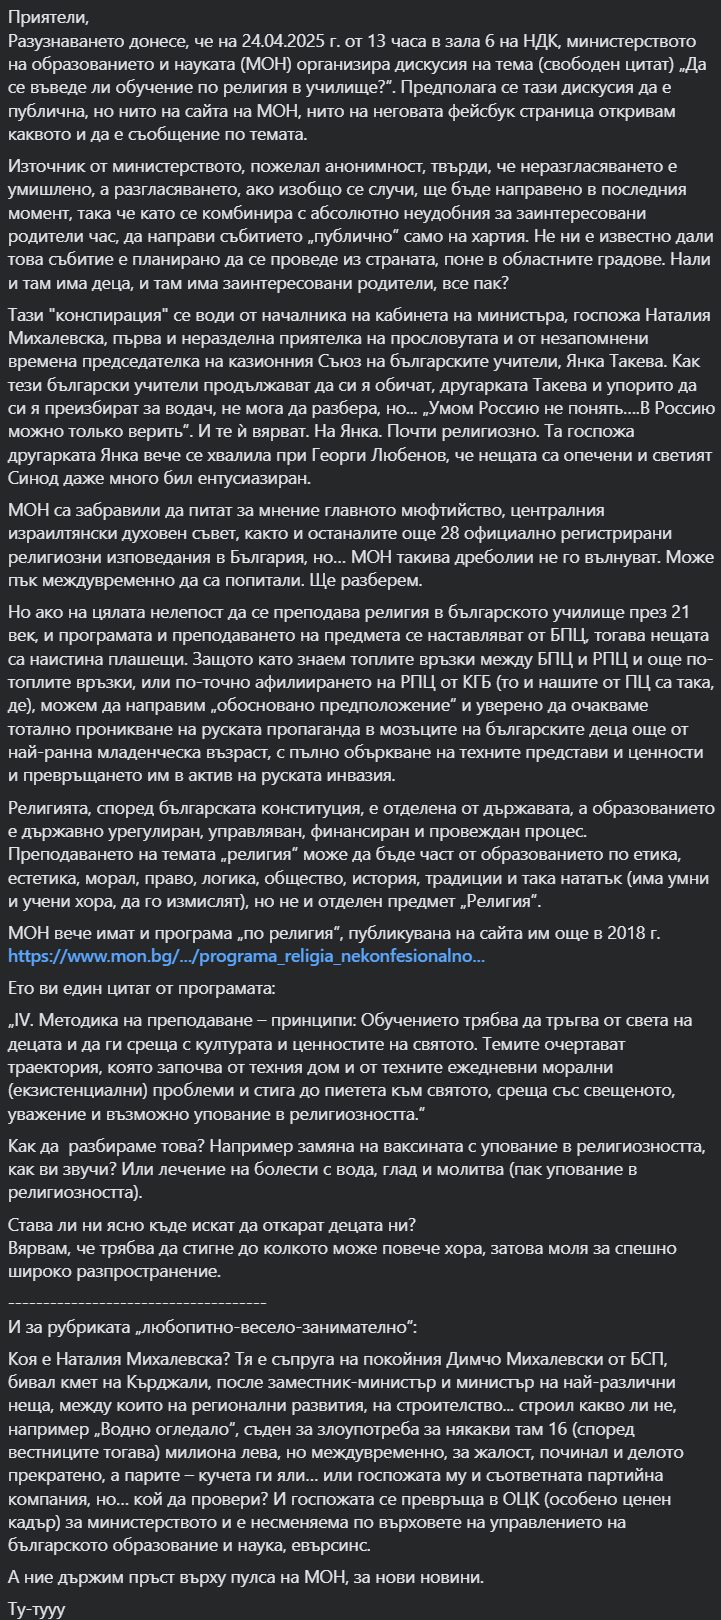 Приятели,
Разузнаването донесе, че на 24.04.2025 г. от 13 часа в зала 6 на НДК, министерството
на образованието и науката (МОН) организира дискусия на тема (свободен цитат) „Да
се въведе ли обучение по религия в училище?“. Предполага се тази дискусия да е
публична, но нито на сайта на МОН, нито на неговата фейсбук страница откривам
каквото и да е съобщение по темата.
Източник от министерството, пожелал анонимност, твърди, че неразгласяването е
умишлено, а разгласяването, ако изобщо се случи, ще бъде направено в последния
момент, така че като се комбинира с абсолютно неудобния за заинтересовани
родители час, да направи събитието „публично“ само на хартия. Не ни е известно дали
това събитие е планирано да се проведе из страната, поне в областните градове. Нали
и там има деца, и там има заинтересовани родители, все пак?
Тази "конспирация" се води от началника на кабинета на министъра, госпожа Наталия
Михалевска, първа и неразделна приятелка на прословутата и от незапомнени
времена председателка на казионния Съюз на българските учители, Янка Такева. Как
тези български учители продължават да си я обичат, другарката Такева и упорито да
си я преизбират за водач, не мога да разбера, но... „Умом Россию не понять....В Россию
можно только верить“. И те ѝ вярват. На Янка. Почти религиозно. Та госпожа
другарката Янка вече се хвалила при Георги Любенов, че нещата са опечени и светият
Синод даже много бил ентусиазиран.
МОН са забравили да питат за мнение главното мюфтийство, централния
израилтянски духовен съвет, както и останалите още 28 официално регистрирани
религиозни изповедания в България, но... МОН такива дреболии не го вълнуват. Може
пък междувременно да са попитали. Ще разберем.
Но ако на цялата нелепост да се преподава религия в българското училище през 21
век, и програмата и преподаването на предмета се наставляват от БПЦ, тогава нещата
са наистина плашещи. Защото като знаем топлите връзки между БПЦ и РПЦ и още по-
топлите връзки, или по-точно афилиирането на РПЦ от КГБ (то и нашите от ПЦ са така,
де), можем да направим „обосновано предположение“ и уверено да очакваме
тотално проникване на руската пропаганда в мозъците на българските деца още от
най-ранна младенческа възраст, с пълно объркване на техните представи и ценности
и превръщането им в актив на руската инвазия.
Религията, според българската конституция, е отделена от държавата, а образованието
е държавно урегулиран, управляван, финансиран и провеждан процес.
Преподаването на темата „религия“ може да бъде част от образованието по етика,
естетика, морал, право, логика, общество, история, традиции и така нататък (има умни
и учени хора, да го измислят), но не и отделен предмет „Религия“.
МОН вече имат и програма „по религия“, публикувана на сайта им още в 2018 г.
https://www.mon.bg/.../programa_religia_nekonfesionalno...
Ето ви един цитат от програмата:
„IV. Методика на преподаване – принципи: Обучението трябва да тръгва от света на
децата и да ги среща с културата и ценностите на святото. Темите очертават
траектория, която започва от техния дом и от техните ежедневни морални
(екзистенциални) проблеми и стига до пиетета към святото, среща със свещеното,
уважение и възможно упование в религиозността.“
Как да  разбираме това? Например замяна на ваксината с упование в религиозността,
как ви звучи? Или лечение на болести с вода, глад и молитва (пак упование в
религиозността).
Става ли ни ясно къде искат да откарат децата ни?
Вярвам, че трябва да стигне до колкото може повече хора, затова моля за спешно
широко разпространение.
-------------------------------------
И за рубриката „любопитно-весело-занимателно“:
Коя е Наталия Михалевска? Тя е съпруга на покойния Димчо Михалевски от БСП,
бивал кмет на Кърджали, после заместник-министър и министър на най-различни
неща, между които на регионални развития, на строителство... строил какво ли не,
например „Водно огледало“, съден за злоупотреба за някакви там 16 (според
вестниците тогава) милиона лева, но междувременно, за жалост, починал и делото
прекратено, а парите – кучета ги яли... или госпожата му и съответната партийна
компания, но... кой да провери? И госпожата се превръща в ОЦК (особено ценен
кадър) за министерството и е несменяема по върховете на управлението на
българското образование и наука, евърсинс.
А ние държим пръст върху пулса на МОН, за нови новини.
Ту-тууу